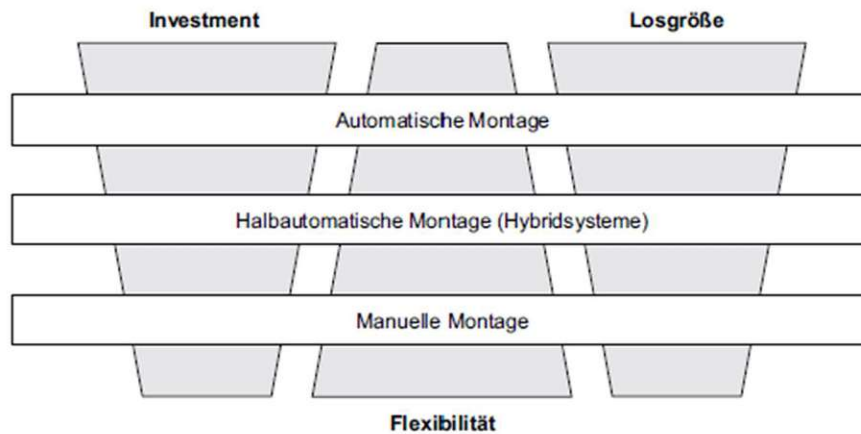 Investment
Losgröße
Automatische Montage
Halbautomatische Montage (Hybridsysteme)
Manuelle Montage
Flexibilität